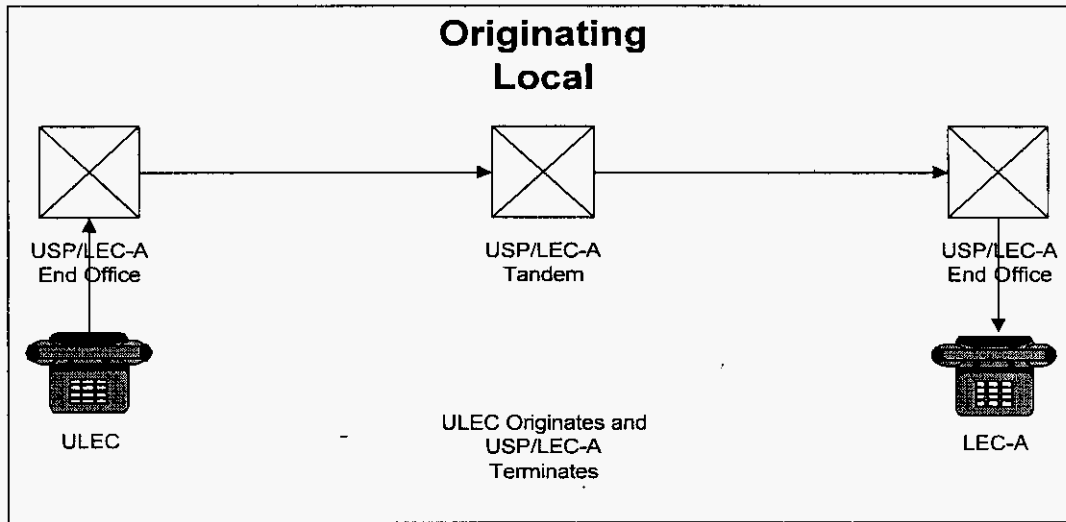 Originating
Local
USP/LEC-A
End Office
USP/LEC-A
Tandem
USP/LEC-A
End Office
ULEC
ULEC Originates and
USP/LEC-A
Terminates
LEC-A